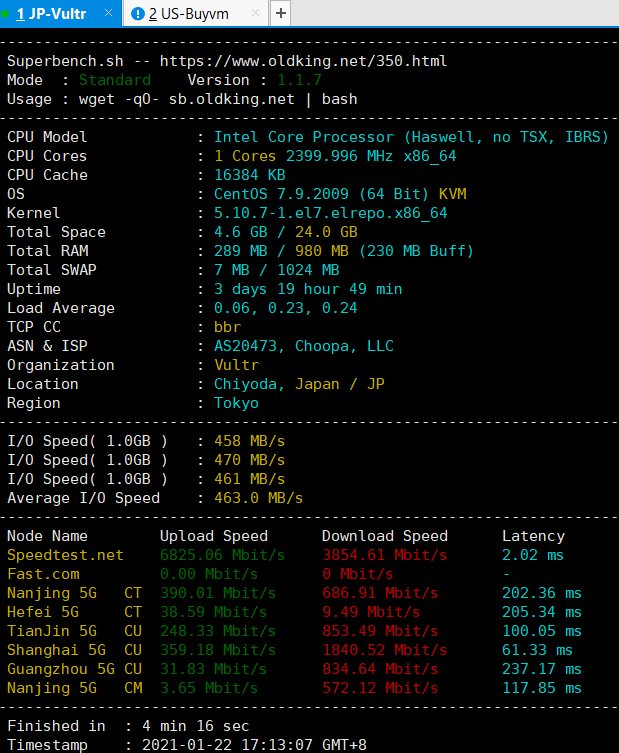 1 JP-Vultr × 2 US-Buyvm × +
Superbench.sh -- https://www.oldking.net/350.html
Mode : Standard Version : 1.1.7
Usage : wget -qO- sb.oldking.net | bash
CPU Model : Intel Core Processor (Haswell, no TSX, IBRS)
CPU Cores : 1 Cores 2399.996 MHz x86_64
CPU Cache : 16384 KB
OS : CentOS 7.9.2009 (64 Bit) KVM
Kernel : 5.10.7-1.el7.elrepo.x86_64
Total Space : 4.6 GB / 24.0 GB
Total RAM : 289 MB / 980 MB (230 MB Buff)
Total SWAP : 7 MB / 1024 MB
Uptime : 3 days 19 hour 49 min
Load Average : 0.06, 0.23, 0.24
TCP CC : bbr
ASN & ISP : AS20473, Choopa, LLC
Organization : Vultr
Location : Chiyoda, Japan / JP
Region : Tokyo
I/O Speed( 1.0GB ) : 458 MB/s
I/O Speed( 1.0GB ) : 470 MB/s
I/O Speed( 1.0GB ) : 461 MB/s
Average I/O Speed : 463.0 MB/s
Node Name Upload Speed Download Speed Latency
Speedtest.net 6825.06 Mbit/s 3854.61 Mbit/s 2.02 ms
Fast.com 0.00 Mbit/s 0 Mbit/s -
Nanjing 5G CT 390.01 Mbit/s 686.91 Mbit/s 202.36 ms
Hefei 5G CT 38.59 Mbit/s 9.49 Mbit/s 205.34 ms
TianJin 5G CU 248.33 Mbit/s 853.49 Mbit/s 100.05 ms
Shanghai 5G CU 359.18 Mbit/s 1840.52 Mbit/s 61.33 ms
Guangzhou 5G CU 31.83 Mbit/s 834.64 Mbit/s 237.17 ms
Nanjing 5G CM 3.65 Mbit/s 572.12 Mbit/s 117.85 ms
Finished in : 4 min 16 sec
Timestamp : 2021-01-22 17:13:07 GMT+8